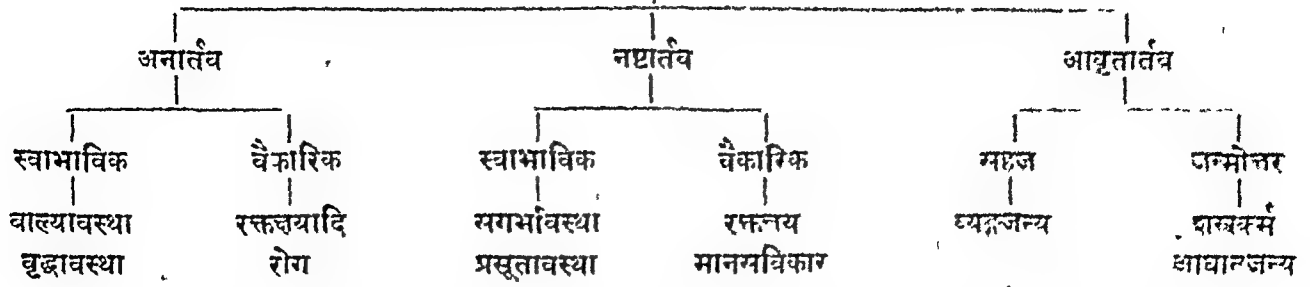 अनार्तव नष्टार्तव आवृतार्तव
स्वाभाविक वैकारिक स्वाभाविक वैकारिक सहज जन्मोत्तर
वाल्यावस्था रक्तक्षयादि सगर्भावस्था रक्तक्षय व्यङ्गजन्य शस्त्रकर्म
वृद्धावस्था रोग प्रसूतावस्था मानसविकार आघातजन्य